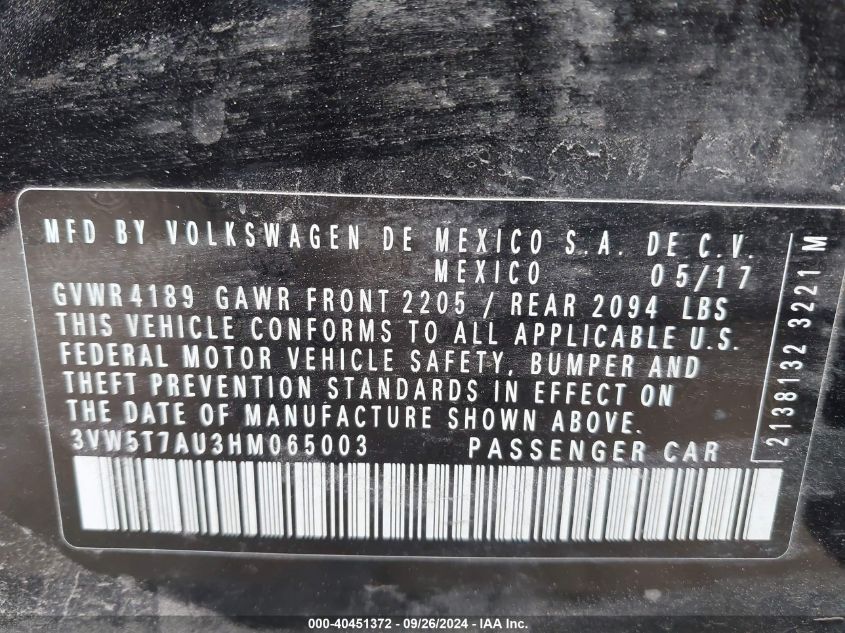 MFD BY VOLKSWAGEN DE MEXICO S.A. DE C.V.
MEXICO 05/17
GVWR4189 GAWR FRONT 2205 / REAR 2094 LBS
THIS VEHICLE CONFORMS TO ALL APPLICABLE U.S.
FEDERAL MOTOR VEHICLE SAFETY, BUMPER AND
THEFT PREVENTION STANDARDS IN EFFECT ON
THE DATE OF MANUFACTURE SHOWN ABOVE.
3VW5T7AU3HM065003 PASSENGER CAR
2138132 3221 M
000-40451372 - 09/26/2024 - IAA Inc.